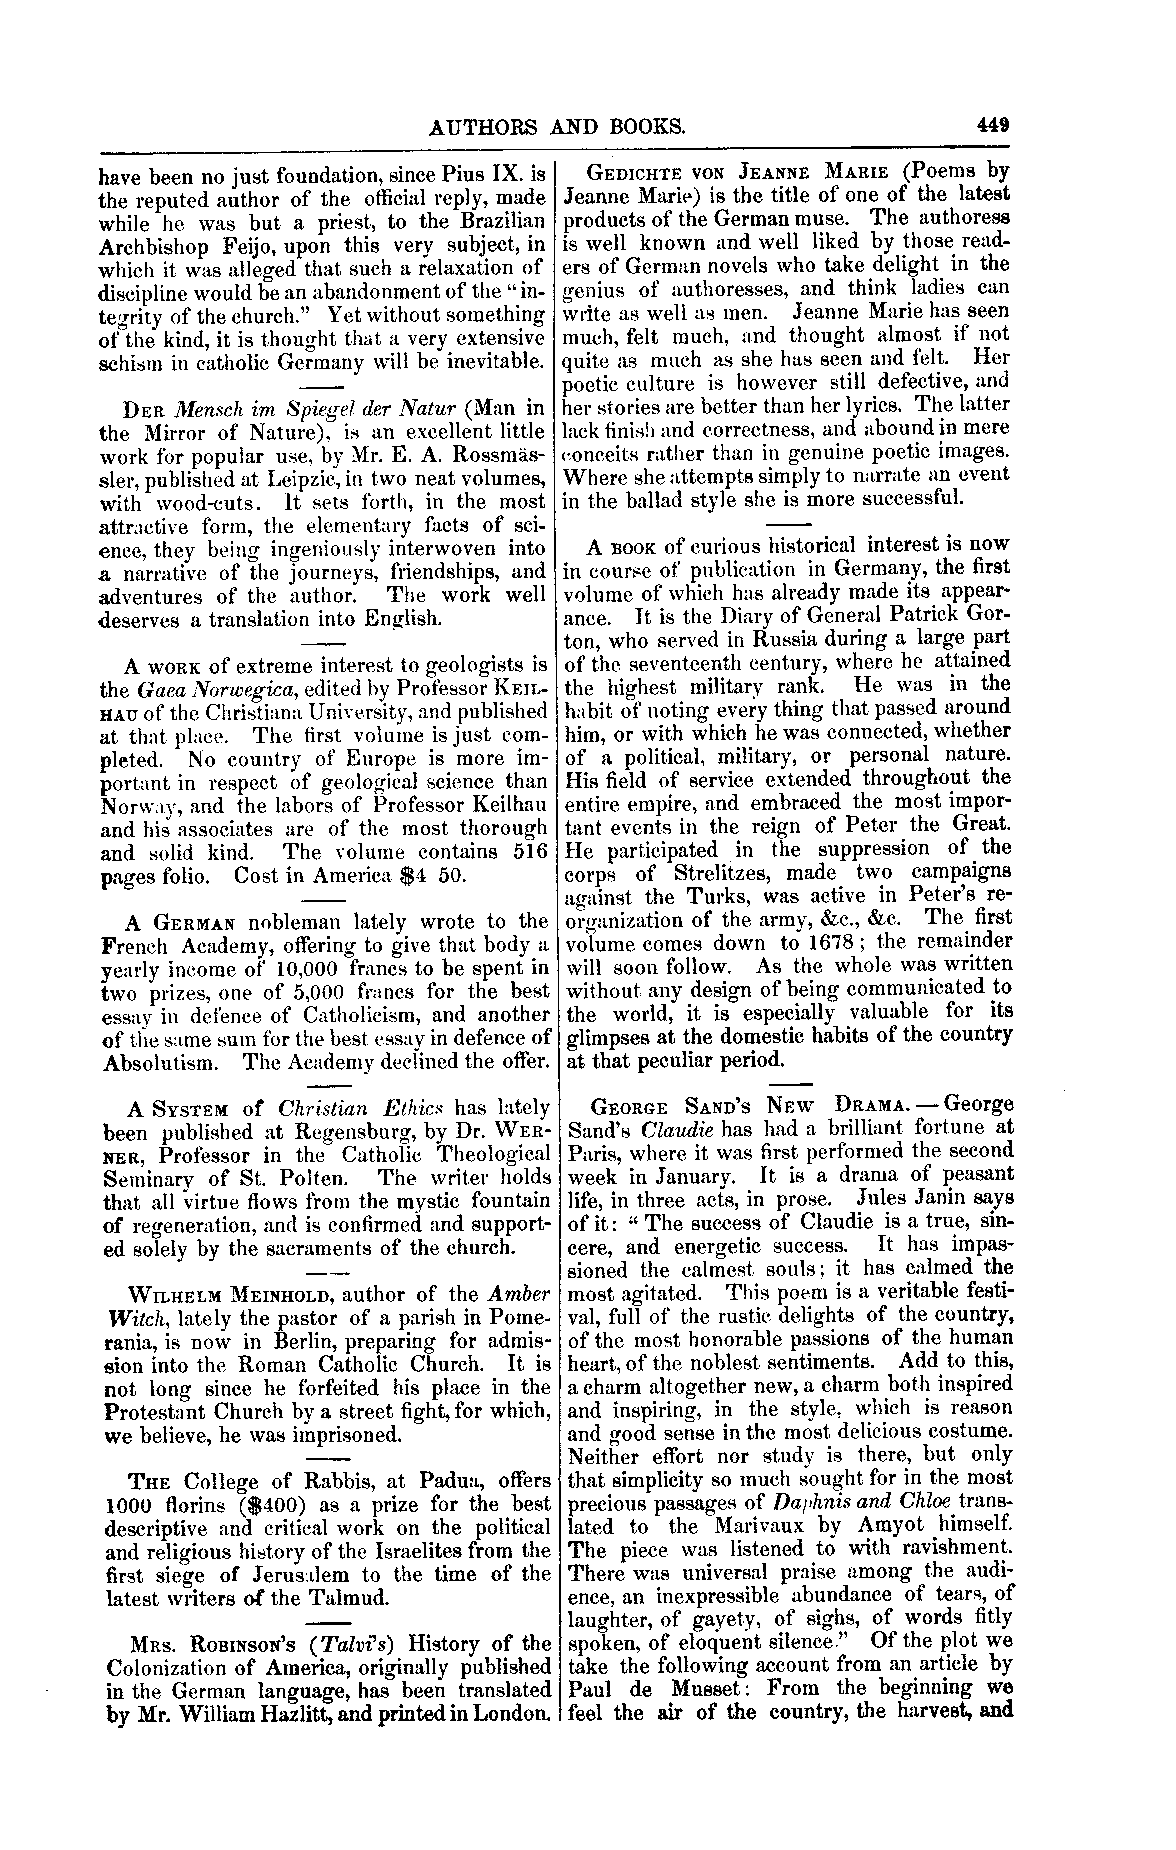 AUTHORS AND BOOKS. 449
have been no just foundation, since Pius IX. is
the reputed author of the official reply, made
while he was but a priest, to the Brazilian
Archbishop Feijo, upon this very subject, in
which it was alleged that such a relaxation of
discipline would be an abandonment of the "in-
tegrity of the church." Yet without something
of the kind, it is thought that a very extensive
schism in catholic Germany will be inevitable.
DER Mensch im Spiegel der Natur (Man in
the Mirror of Nature), is an excellent little
work for popular use, by Mr. E. A. Rossmäs-
sler, published at Leipzic, in two neat volumes,
with wood-cuts. It sets forth, in the most
attractive form, the elementary facts of sci-
ence, they being ingeniously interwoven into
a narrative of the journeys, friendships, and
adventures of the author. The work well
deserves a translation into English.
A WORK of extreme interest to geologists is
the Gaea Norwegica, edited by Professor KEIL-
HAU of the Christiana University, and published
at that place. The first volume is just com-
pleted. No country of Europe is more im-
portant in respect of geological science than
Norway, and the labors of Professor Keilhau
and his associates are of the most thorough
and solid kind. The volume contains 516
pages folio. Cost in America $4 50.
A GERMAN nobleman lately wrote to the
French Academy, offering to give that body a
yearly income of 10,000 francs to be spent in
two prizes, one of 5,000 francs for the best
essay in defence of Catholicism, and another
of the same sum for the best essay in defence of
Absolutism. The Academy declined the offer.
A SYSTEM of Christian Ethics has lately
been published at Regensburg, by Dr. WER-
NER, Professor in the Catholic Theological
Seminary of St. Polten. The writer holds
that all virtue flows from the mystic fountain
of regeneration, and is confirmed and support-
ed solely by the sacraments of the church.
WILHELM MEINHOLD, author of the Amber
Witch, lately the pastor of a parish in Pome-
rania, is now in Berlin, preparing for admis-
sion into the Roman Catholic Church. It is
not long since he forfeited his place in the
Protestant Church by a street fight, for which,
we believe, he was imprisoned.
THE College of Rabbis, at Padua, offers
1000 florins ($400) as a prize for the best
descriptive and critical work on the political
and religious history of the Israelites from the
first siege of Jerusalem to the time of the
latest writers of the Talmud.
MRS. ROBINSON'S (Talvi's) History of the
Colonization of America, originally published
in the German language, has been translated
by Mr. William Hazlitt, and printed in London.
GEDICHTE VON JEANNE MARIE (Poems by
Jeanne Marie) is the title of one of the latest
products of the German muse. The authoress
is well known and well liked by those read-
ers of German novels who take delight in the
genius of authoresses, and think ladies can
write as well as men. Jeanne Marie has seen
much, felt much, and thought almost if not
quite as much as she has seen and felt. Her
poetic culture is however still defective, and
her stories are better than her lyrics. The latter
lack finish and correctness, and abound in mere
conceits rather than in genuine poetic images.
Where she attempts simply to narrate an event
in the ballad style she is more successful.
A BOOK of curious historical interest is now
in course of publication in Germany, the first
volume of which has already made its appear-
ance. It is the Diary of General Patrick Gor-
ton, who served in Russia during a large part
of the seventeenth century, where he attained
the highest military rank. He was in the
habit of noting every thing that passed around
him, or with which he was connected, whether
of a political, military, or personal nature.
His field of service extended throughout the
entire empire, and embraced the most impor-
tant events in the reign of Peter the Great.
He participated in the suppression of the
corps of Strelitzes, made two campaigns
against the Turks, was active in Peter's re-
organization of the army, &c., &c. The first
volume comes down to 1678; the remainder
will soon follow. As the whole was written
without any design of being communicated to
the world, it is especially valuable for its
glimpses at the domestic habits of the country
at that peculiar period.
GEORGE SAND'S NEW DRAMA.—George
Sand's Claudie has had a brilliant fortune at
Paris, where it was first performed the second
week in January. It is a drama of peasant
life, in three acts, in prose. Jules Janin says
of it: "The success of Claudie is a true, sin-
cere, and energetic success. It has impas-
sioned the calmest souls; it has calmed the
most agitated. This poem is a veritable festi-
val, full of the rustic delights of the country,
of the most honorable passions of the human
heart, of the noblest sentiments. Add to this,
a charm altogether new, a charm both inspired
and inspiring, in the style, which is reason
and good sense in the most delicious costume.
Neither effort nor study is there, but only
that simplicity so much sought for in the most
precious passages of Daphnis and Chloe trans-
lated to the Marivaux by Amyot himself.
The piece was listened to with ravishment.
There was universal praise among the audi-
ence, an inexpressible abundance of tears, of
laughter, of gayety, of sighs, of words fitly
spoken, of eloquent silence." Of the plot we
take the following account from an article by
Paul de Musset: From the beginning we
feel the air of the country, the harvest, and